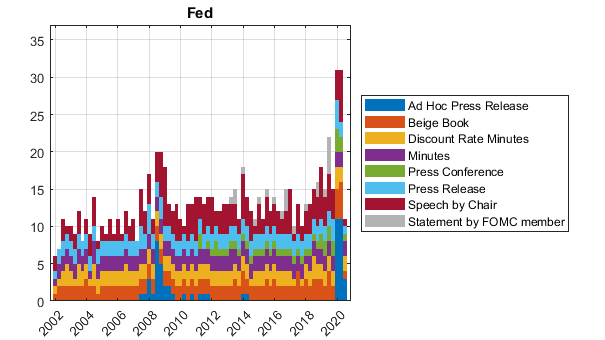 Fed
35
30
25
20
15
10
5
0
2002 2004 2006 2008 2010 2012 2014 2016 2018 2020
Ad Hoc Press Release
Beige Book
Discount Rate Minutes
Minutes
Press Conference
Press Release
Speech by Chair
Statement by FOMC member